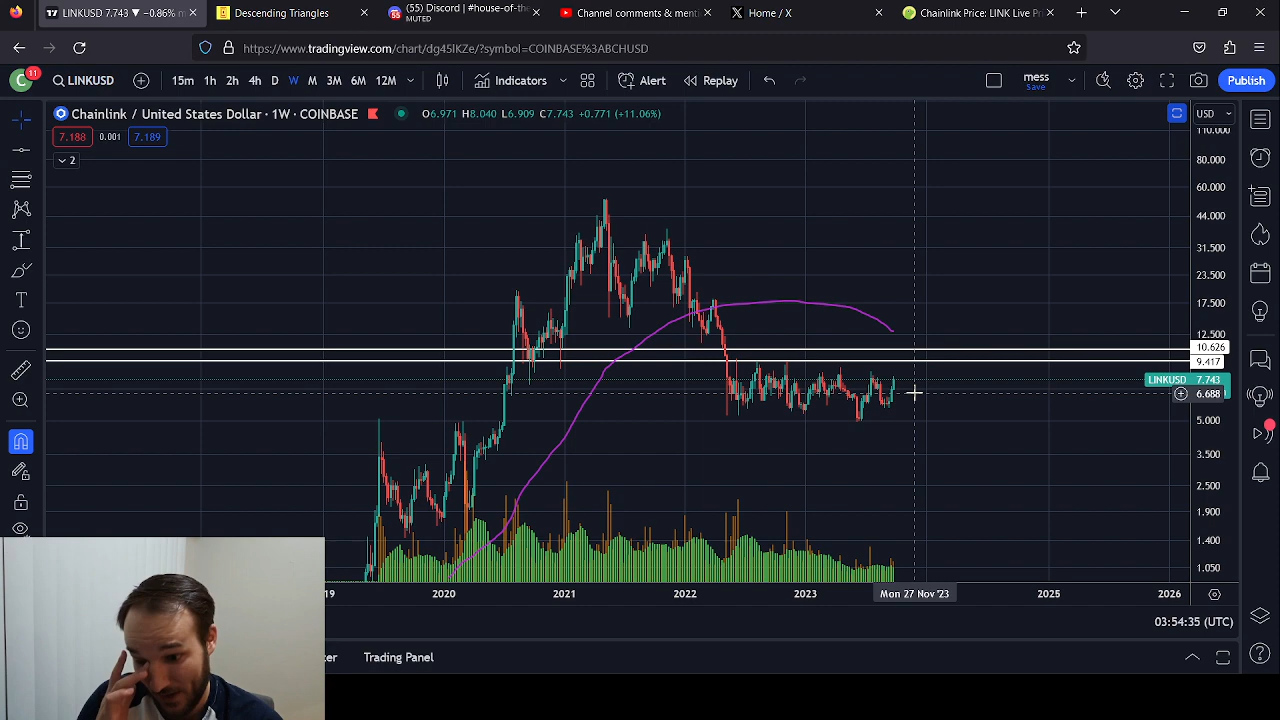 LINKUSD 7.743 ▼ −0.86% m
Descending Triangles
(55) Discord | #house-of-the
MUTED
Channel comments & menti
Home / X
Chainlink Price: LINK Live Pri
https://www.tradingview.com/chart/dg45IKZe/?symbol=COINBASE%3ABCHUSD
C 11
LINKUSD
15m 1h 2h 4h D W M 3M 6M 12M
Indicators
Alert
Replay
mess
Save
Publish
Chainlink / United States Dollar · 1W · COINBASE
O6.971 H8.040 L6.909 C7.743 +0.771 (+11.06%)
USD
7.188 0.001 7.189
2
110.000
80.000
60.000
44.000
31.500
23.500
17.500
12.500
10.626
9.417
LINKUSD 7.743
6.688
5.000
3.500
2.500
1.900
1.400
1.050
19 2020 2021 2022 2023 Mon 27 Nov '23 2025 2026
03:54:35 (UTC)
ter
Trading Panel